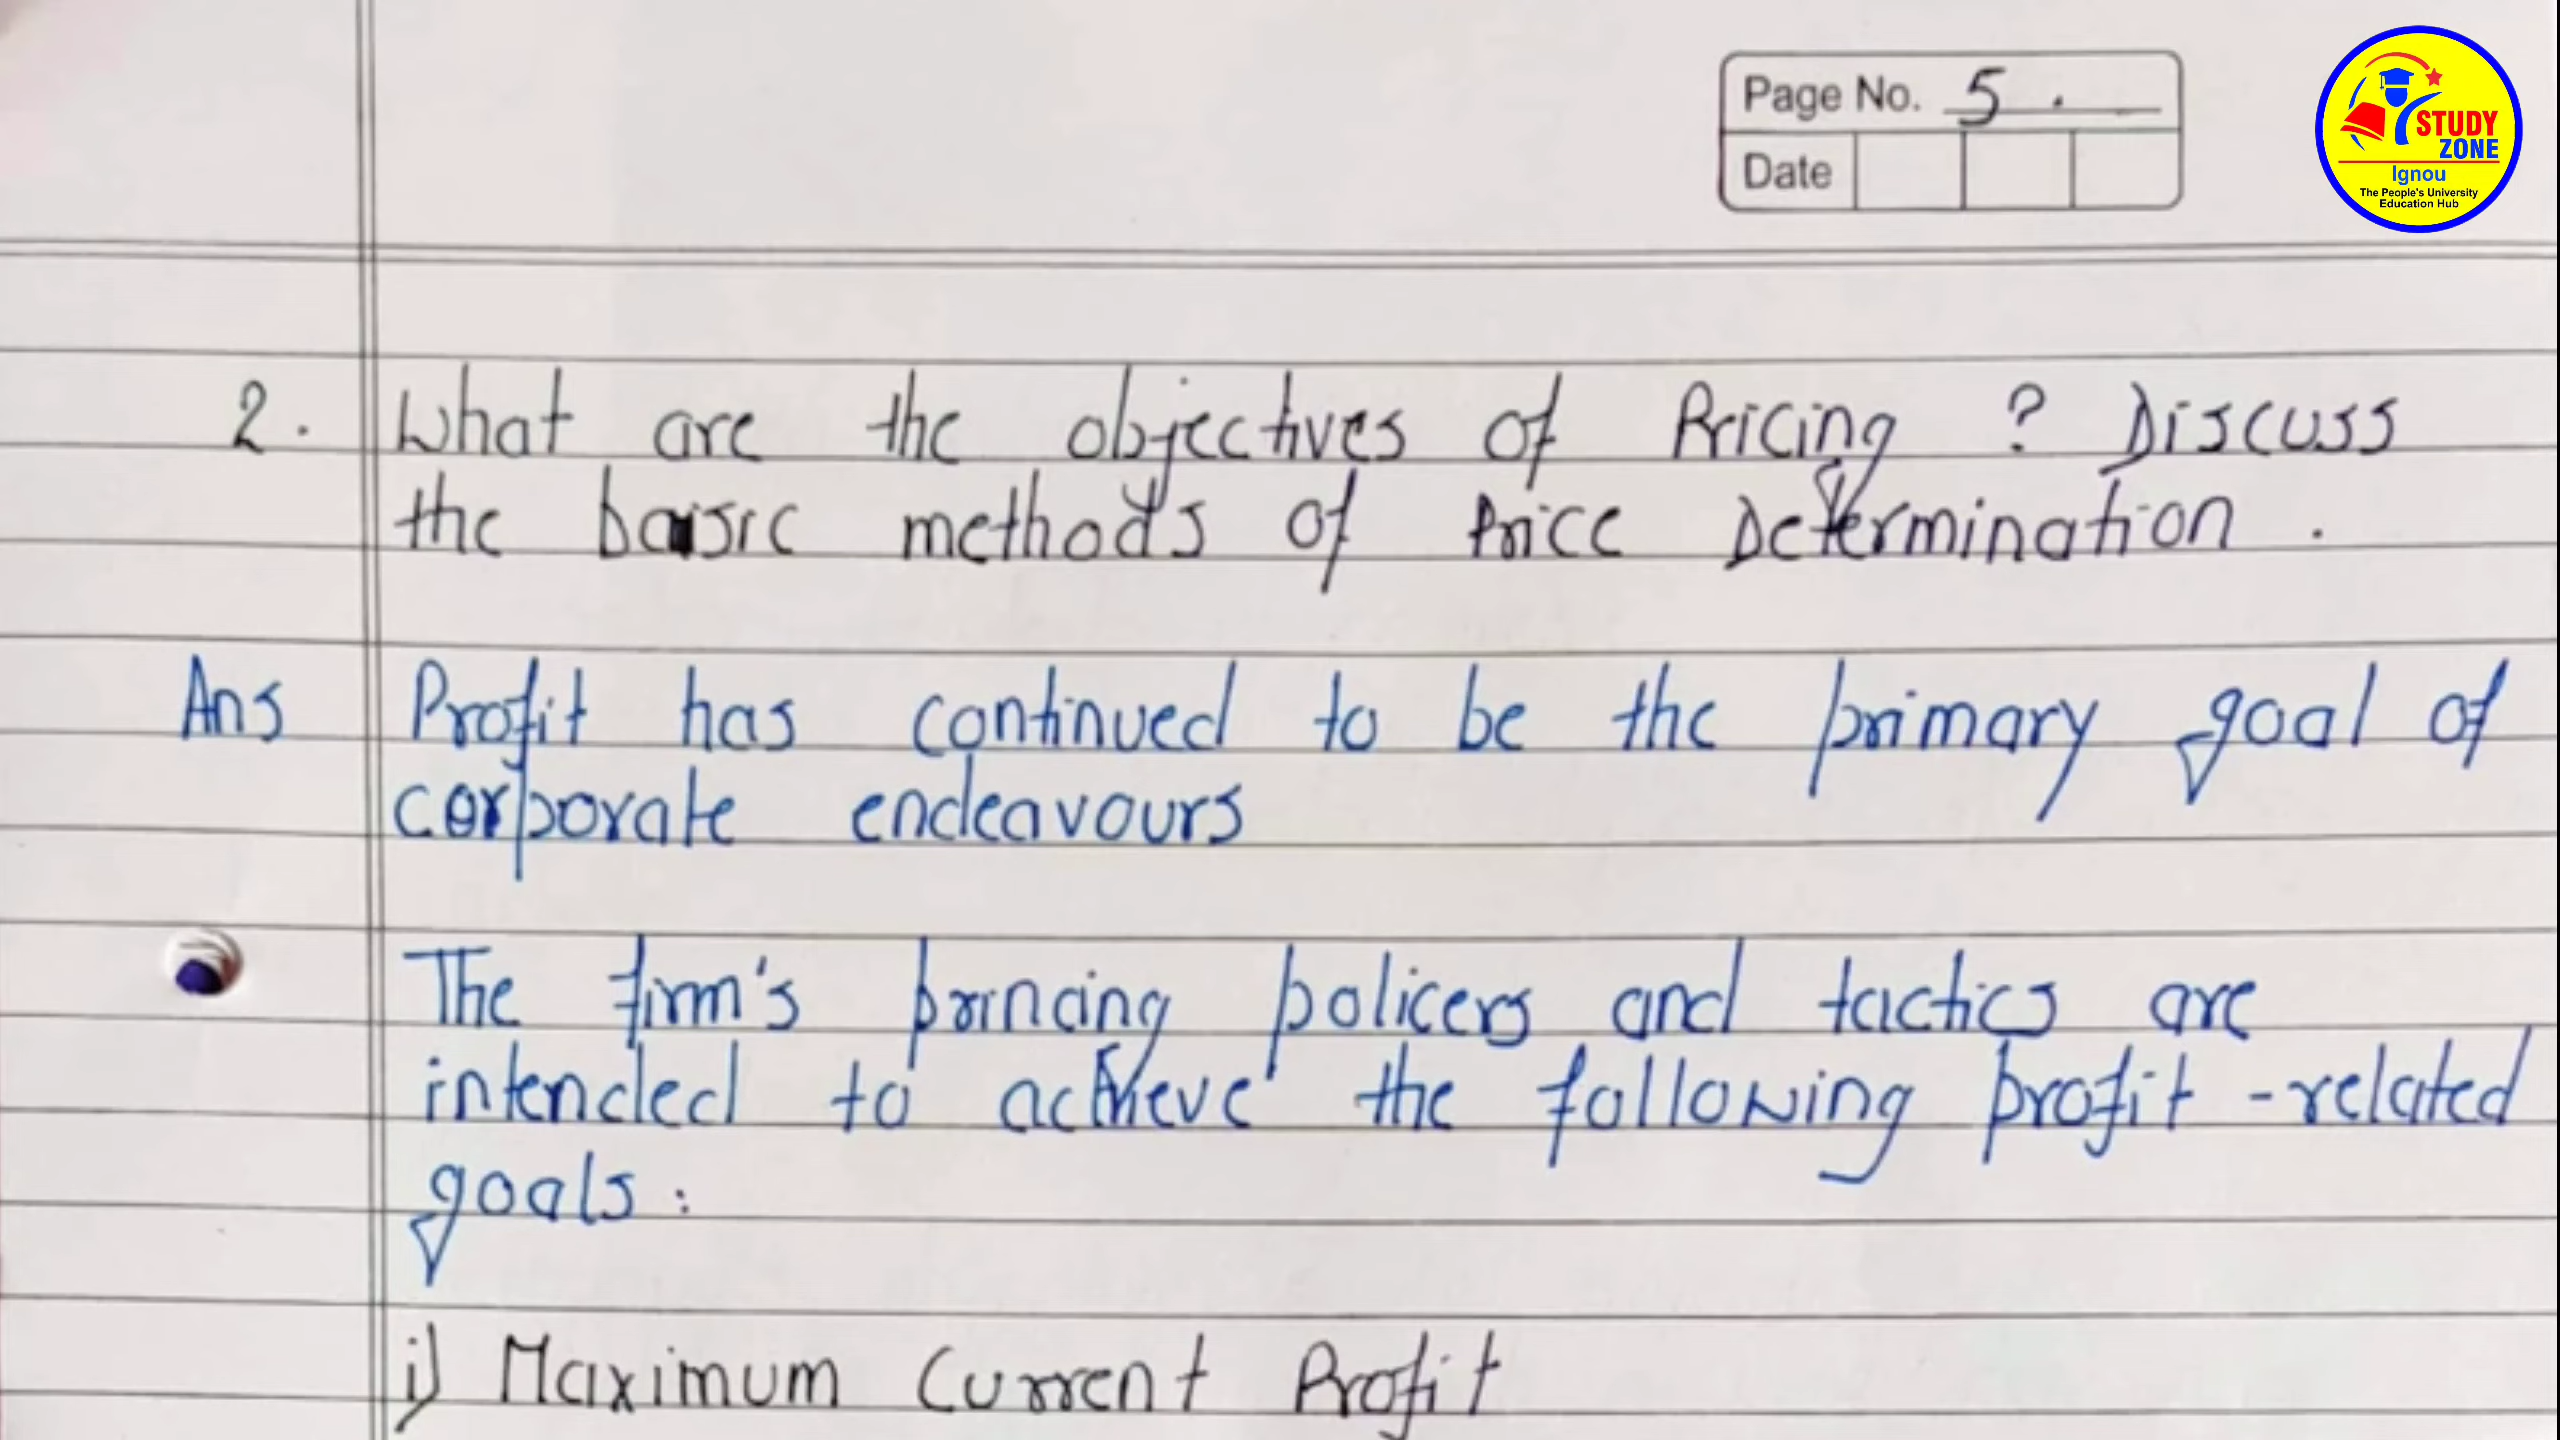 Page No. 5.
Date
STUDY
ZONE
Ignou
The People's University
Education Hub
2. What are the objectives of Pricing ? Discuss
the basic methods of Price Determination .
Ans Profit has continued to be the primary goal of
corporate endeavours
The firm's princing policers and tactics are
intended to achieve the following profit -related
goals :
i) Maximum Current Profit